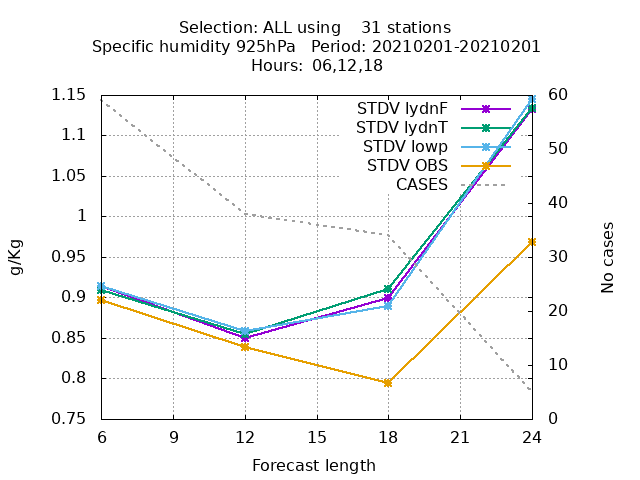 Selection: ALL using    31 stations
Specific humidity 925hPa   Period: 20210201-20210201
Hours: 06,12,18
STDV lydnF
STDV lydnT
STDV lowp
STDV OBS
CASES
1.15
1.1
1.05
1
0.95
0.9
0.85
0.8
0.75
g/Kg
60
50
40
30
20
10
0
No cases
6 9 12 15 18 21 24
Forecast length